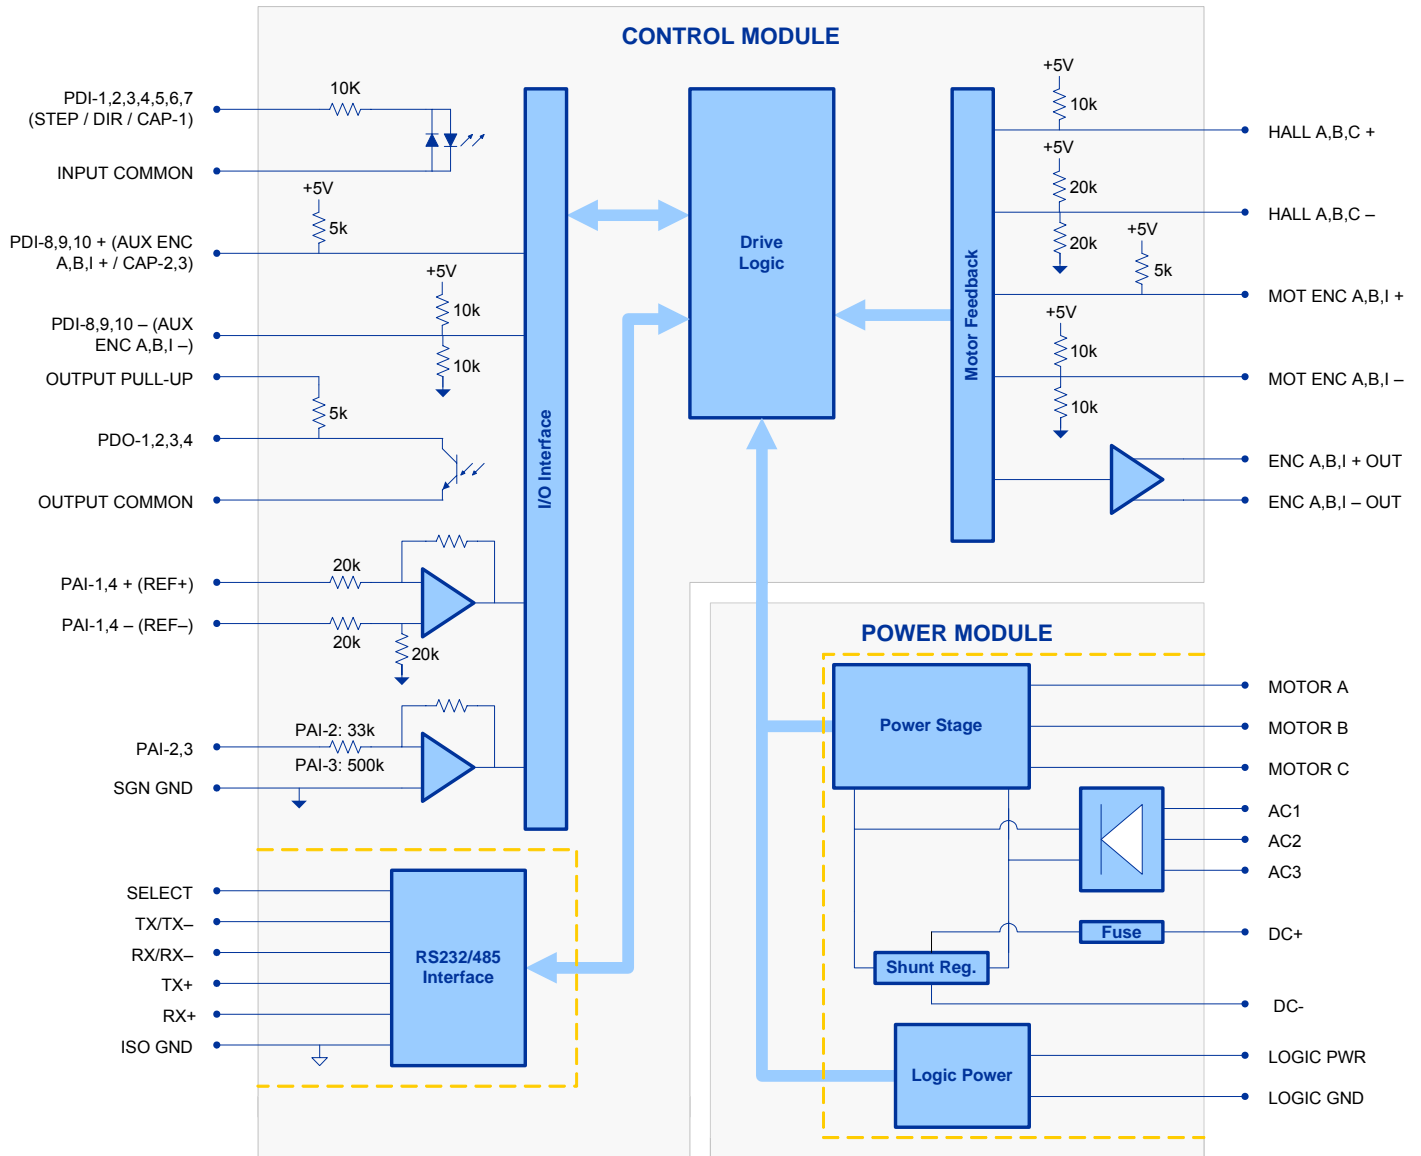 CONTROL MODULE
PDI-1,2,3,4,5,6,7
(STEP / DIR / CAP-1)
10K
INPUT COMMON
+5V
5k
PDI-8,9,10 + (AUX ENC
A,B,I + / CAP-2,3)
+5V
10k
PDI-8,9,10 – (AUX
ENC A,B,I –)
10k
OUTPUT PULL-UP
5k
PDO-1,2,3,4
OUTPUT COMMON
PAI-1,4 + (REF+)
20k
PAI-1,4 – (REF–)
20k
20k
PAI-2: 33k
PAI-2,3
PAI-3: 500k
SGN GND
I/O Interface
SELECT
TX/TX–
RX/RX–
TX+
RX+
ISO GND
RS232/485
Interface
Drive
Logic
Motor Feedback
+5V
10k
HALL A,B,C +
+5V
20k
HALL A,B,C –
20k
+5V
5k
MOT ENC A,B,I +
+5V
10k
MOT ENC A,B,I –
10k
ENC A,B,I + OUT
ENC A,B,I – OUT
POWER MODULE
Power Stage
MOTOR A
MOTOR B
MOTOR C
AC1
AC2
AC3
Fuse
DC+
Shunt Reg.
DC-
Logic Power
LOGIC PWR
LOGIC GND